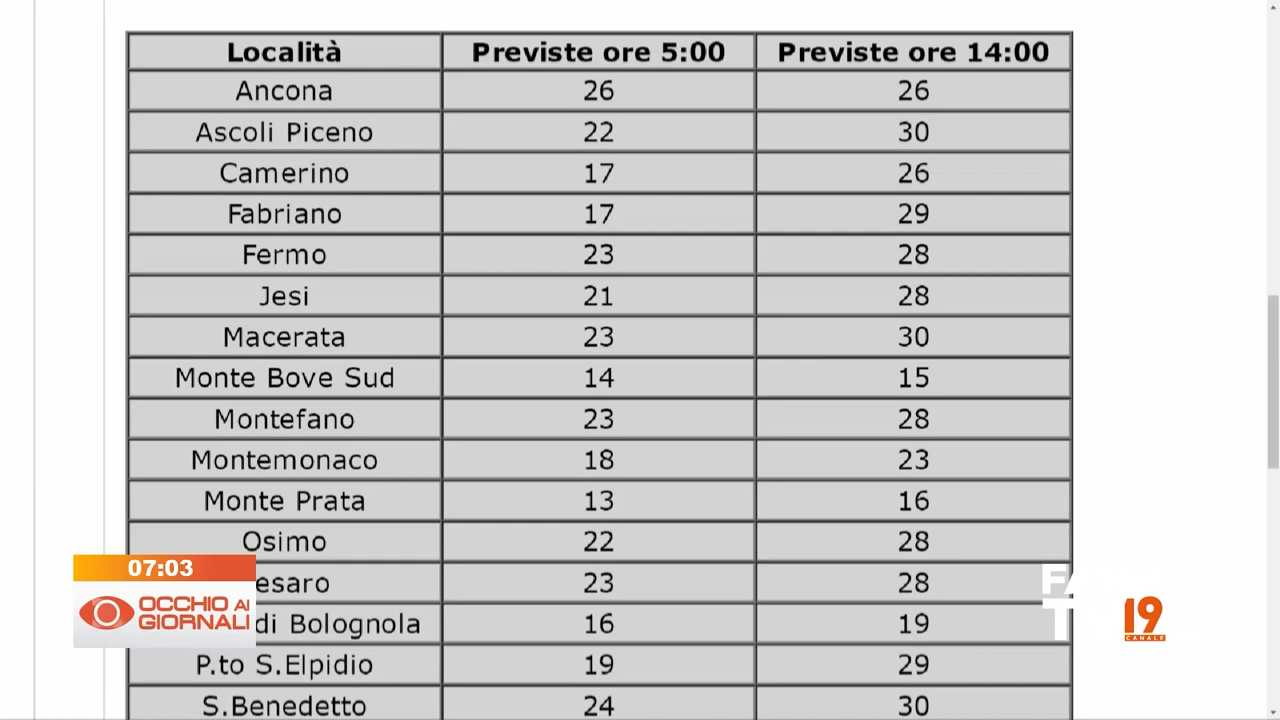 Località Previste ore 5:00 Previste ore 14:00
Ancona 26 26
Ascoli Piceno 22 30
Camerino 17 26
Fabriano 17 29
Fermo 23 28
Jesi 21 28
Macerata 23 30
Monte Bove Sud 14 15
Montefano 23 28
Montemonaco 18 23
Monte Prata 13 16
Osimo 22 28
esaro 23 28
di Bolognola 16 19
P.to S.Elpidio 19 29
S.Benedetto 24 30
07:03
OCCHIO AI
GIORNALI
19
CANALE